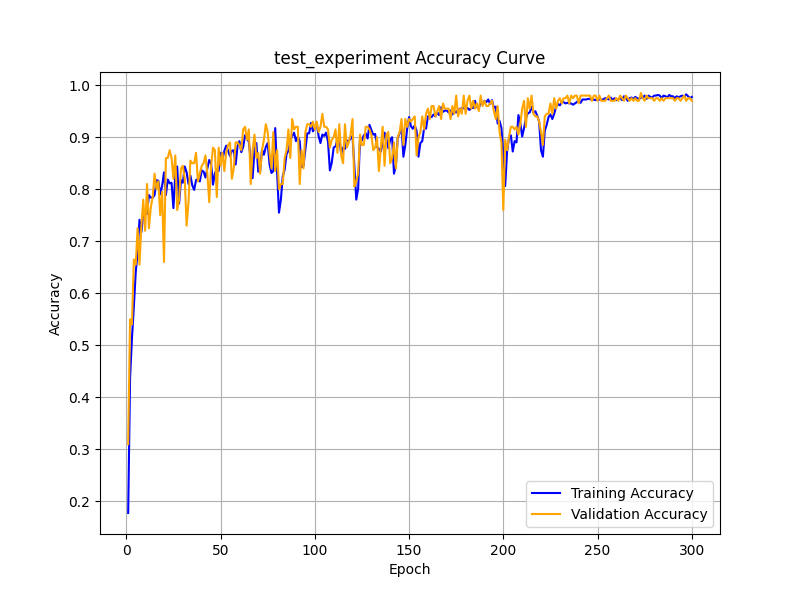 test_experiment Accuracy Curve
1.0
0.9
0.8
0.7
0.6
0.5
0.4
0.3
0.2
Accuracy
Training Accuracy
Validation Accuracy
0 50 100 150 200 250 300
Epoch